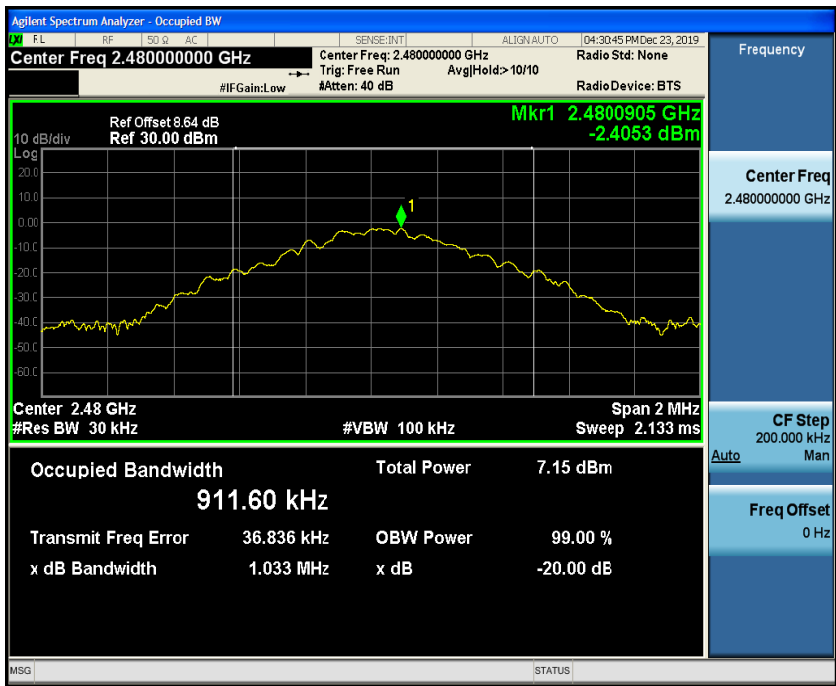 Agilent Spectrum Analyzer - Occupied BW
LXI RL RF 50 Ω AC SENSE:INT ALIGN AUTO 04:30:45 PM Dec 23, 2019
Center Freq 2.480000000 GHz
Center Freq: 2.480000000 GHz
Radio Std: None
Trig: Free Run Avg|Hold:> 10/10
#IFGain:Low
#Atten: 40 dB
Radio Device: BTS
Ref Offset 8.64 dB
10 dB/div Ref 30.00 dBm
Mkr1 2.4800905 GHz
-2.4053 dBm
Log
20.0
10.0
0.00
-10.0
-20.0
-30.0
-40.0
-50.0
-60.0
1
Center 2.48 GHz Span 2 MHz
#Res BW 30 kHz #VBW 100 kHz Sweep 2.133 ms
Occupied Bandwidth Total Power 7.15 dBm
911.60 kHz
Transmit Freq Error 36.836 kHz OBW Power 99.00 %
x dB Bandwidth 1.033 MHz x dB -20.00 dB
MSG STATUS
Frequency
Center Freq
2.480000000 GHz
CF Step
200.000 kHz
Auto Man
Freq Offset
0 Hz